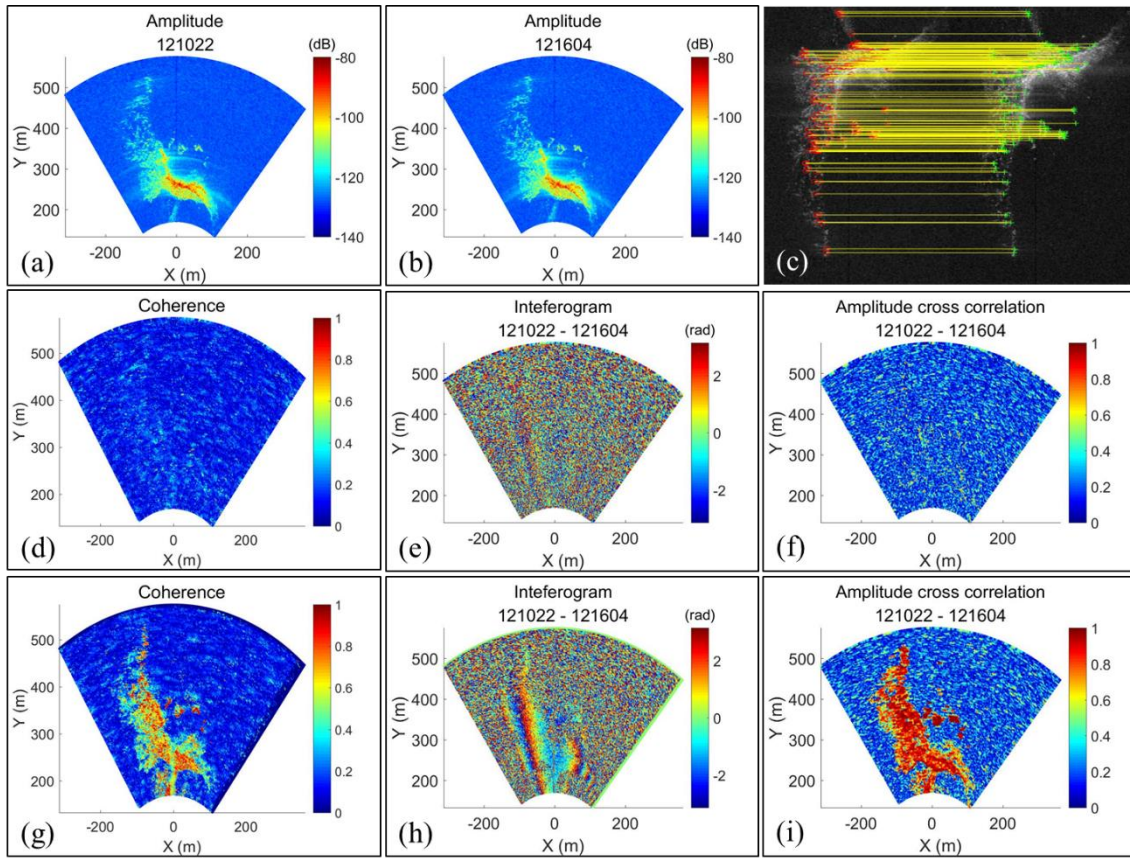 Amplitude
121022
(dB)
-80
-100
-120
-140
500
400
300
200
Y (m)
-200
0
200
X (m)
(a)
Amplitude
121604
(dB)
-80
-100
-120
-140
500
400
300
200
Y (m)
-200
0
200
X (m)
(b)
(c)
Coherence
1
0.8
0.6
0.4
0.2
0
500
400
300
200
Y (m)
-200
0
200
X (m)
(d)
Inteferogram
121022 - 121604
(rad)
2
0
-2
500
400
300
200
Y (m)
-200
0
200
X (m)
(e)
Amplitude cross correlation
121022 - 121604
1
0.8
0.6
0.4
0.2
0
500
400
300
200
Y (m)
-200
0
200
X (m)
(f)
Coherence
1
0.8
0.6
0.4
0.2
0
500
400
300
200
Y (m)
-200
0
200
X (m)
(g)
Inteferogram
121022 - 121604
(rad)
2
0
-2
500
400
300
200
Y (m)
-200
0
200
X (m)
(h)
Amplitude cross correlation
121022 - 121604
1
0.8
0.6
0.4
0.2
0
500
400
300
200
Y (m)
-200
0
200
X (m)
(i)